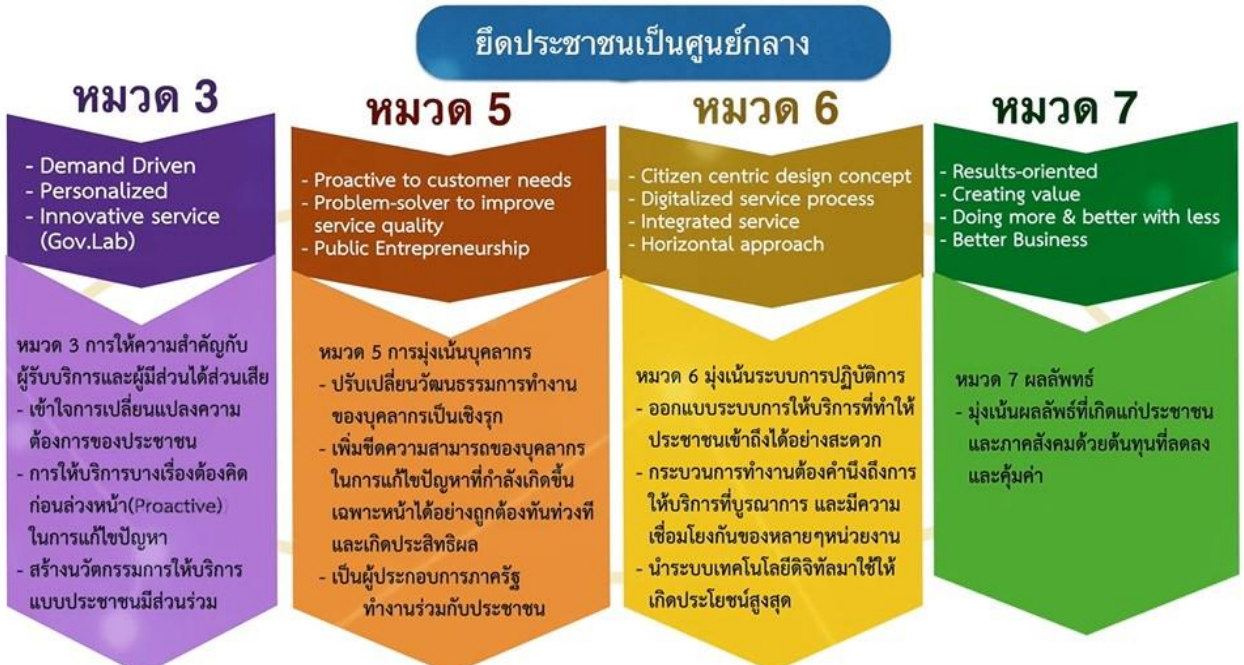 ยึดประชาชนเป็นศูนย์กลาง
หมวด 3
- Demand Driven
- Personalized
- Innovative service
(Gov.Lab)
หมวด 3 การให้ความสำคัญกับ
ผู้รับบริการและผู้มีส่วนได้ส่วนเสีย
- เข้าใจการเปลี่ยนแปลงความ
ต้องการของประชาชน
- การให้บริการบางเรื่องต้องคิด
ก่อนล่วงหน้า(Proactive)
ในการแก้ไขปัญหา
- สร้างนวัตกรรมการให้บริการ
แบบประชาชนมีส่วนร่วม
หมวด 5
- Proactive to customer needs
- Problem-solver to improve
service quality
- Public Entrepreneurship
หมวด 5 การมุ่งเน้นบุคลากร
- ปรับเปลี่ยนวัฒนธรรมการทำงาน
ของบุคลากรเป็นเชิงรุก
- เพิ่มขีดความสามารถของบุคลากร
ในการแก้ไขปัญหาที่กำลังเกิดขึ้น
เฉพาะหน้าได้อย่างถูกต้องทันท่วงที
และเกิดประสิทธิผล
- เป็นผู้ประกอบการภาครัฐ
ทำงานร่วมกับประชาชน
หมวด 6
- Citizen centric design concept
- Digitalized service process
- Integrated service
- Horizontal approach
หมวด 6 มุ่งเน้นระบบการปฏิบัติการ
- ออกแบบระบบการให้บริการที่ทำให้
ประชาชนเข้าถึงได้อย่างสะดวก
- กระบวนการทำงานต้องคำนึงถึงการ
ให้บริการที่บูรณาการ และมีความ
เชื่อมโยงกันของหลายๆหน่วยงาน
- นำระบบเทคโนโลยีดิจิทัลมาใช้ให้
เกิดประโยชน์สูงสุด
หมวด 7
- Results-oriented
- Creating value
- Doing more & better with less
- Better Business
หมวด 7 ผลลัพทธ์
- มุ่งเน้นผลลัพธ์ที่เกิดแก่ประชาชน
และภาคสังคมด้วยต้นทุนที่ลดลง
และคุ้มค่า